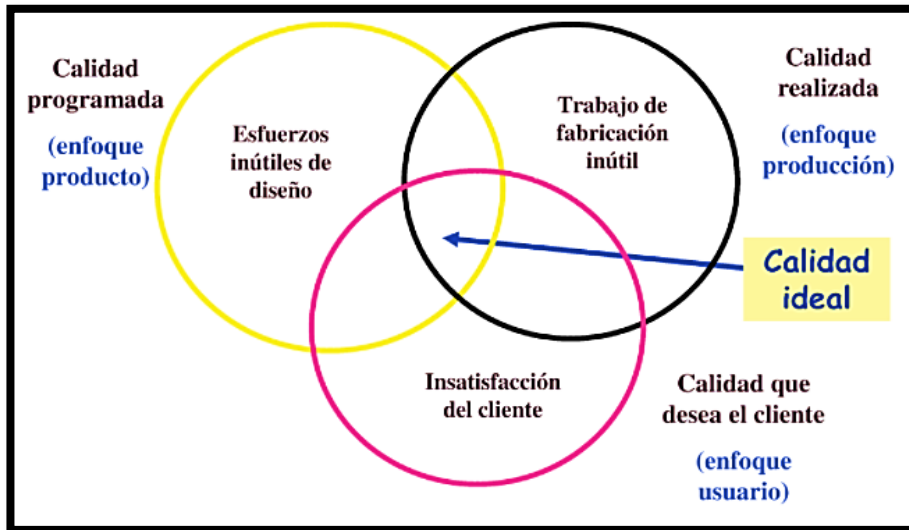 Calidad
programada
(enfoque
producto)
Esfuerzos
inútiles de
diseño
Trabajo de
fabricación
inútil
Calidad
realizada
(enfoque
producción)
Calidad
ideal
Insatisfacción
del cliente
Calidad que
desea el cliente
(enfoque
usuario)